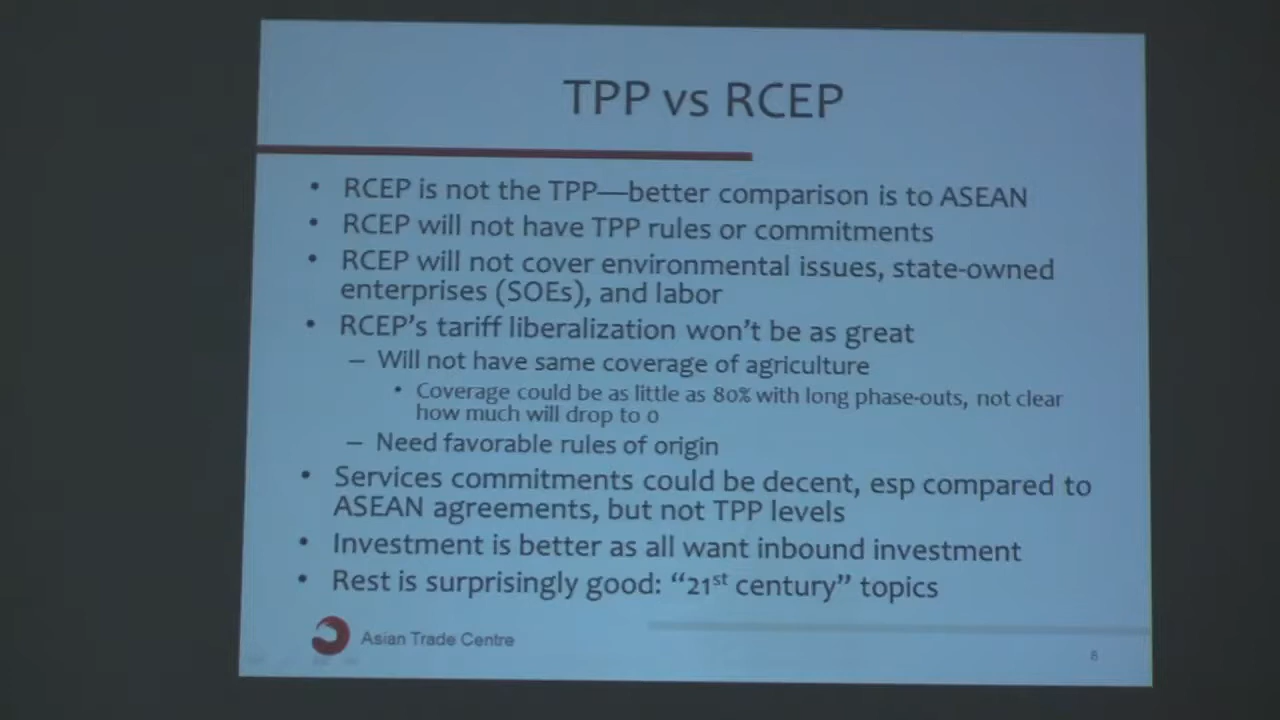 TPP vs RCEP
• RCEP is not the TPP—better comparison is to ASEAN
• RCEP will not have TPP rules or commitments
• RCEP will not cover environmental issues, state-owned
enterprises (SOEs), and labor
• RCEP's tariff liberalization won't be as great
– Will not have same coverage of agriculture
• Coverage could be as little as 80% with long phase-outs, not clear
how much will drop to 0
– Need favorable rules of origin
• Services commitments could be decent, esp compared to
ASEAN agreements, but not TPP levels
• Investment is better as all want inbound investment
• Rest is surprisingly good: “21st century” topics
Asian Trade Centre
8